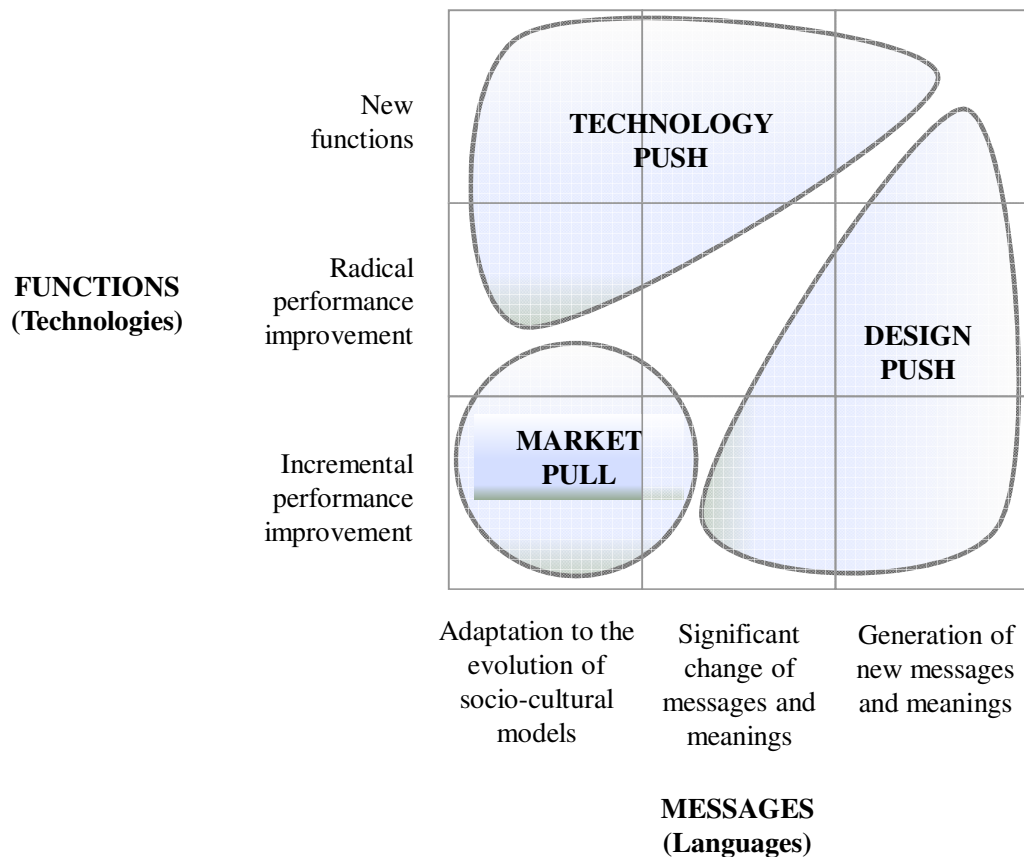 New
functions
TECHNOLOGY
PUSH
FUNCTIONS
(Technologies)
Radical
performance
improvement
DESIGN
PUSH
Incremental
performance
improvement
MARKET
PULL
Adaptation to the
evolution of
socio-cultural
models
Significant
change of
messages and
meanings
Generation of
new messages
and meanings
MESSAGES
(Languages)